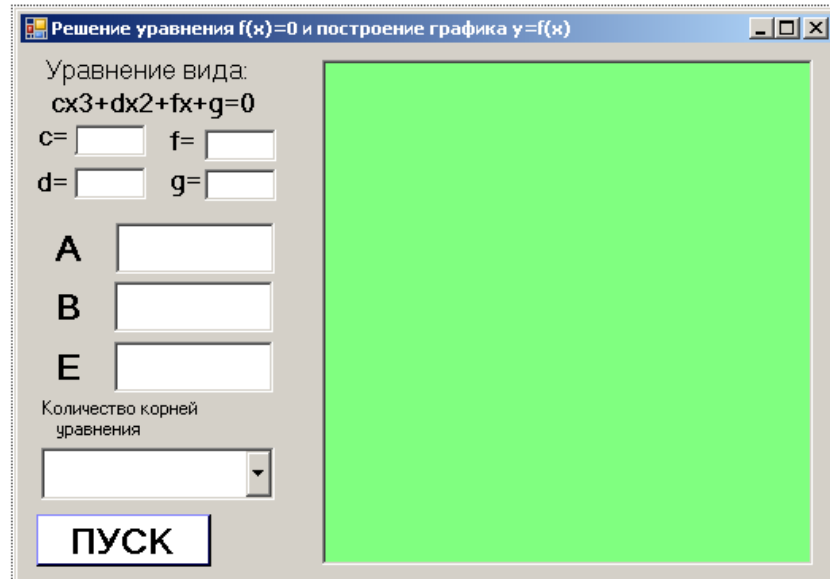 Решение уравнения f(x)=0 и построение графика y=f(x)
Уравнение вида:
cx3+dx2+fx+g=0
c= f=
d= g=
A
B
E
Количество корней
уравнения
ПУСК